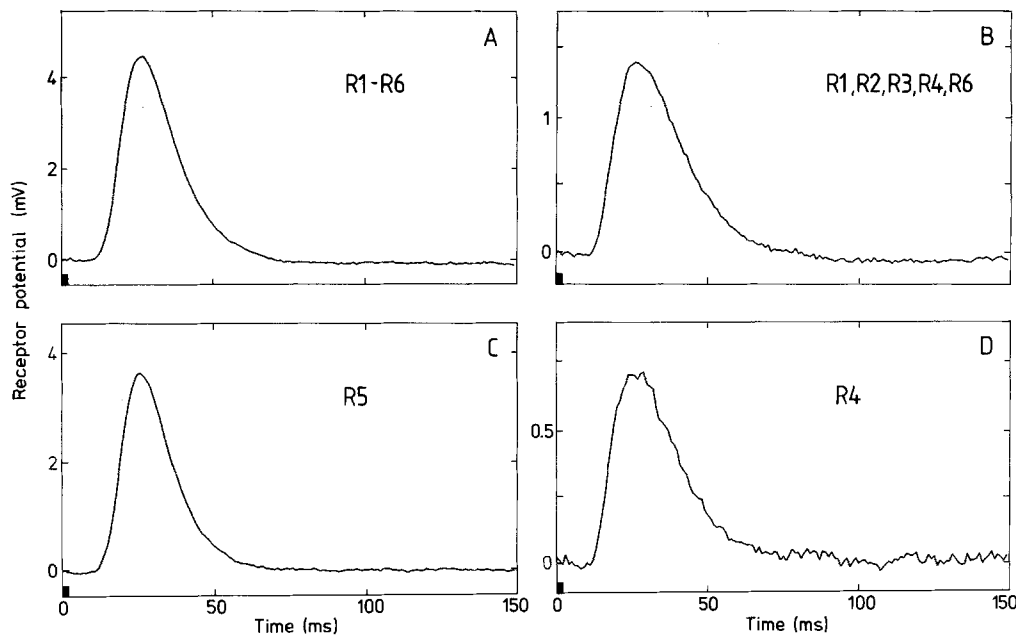 A
R1-R6
4
2
0
B
R1,R2,R3,R4,R6
1
0
Receptor potential (mV)
C
R5
4
2
0
0 50 100 150
Time (ms)
D
R4
0.5
0
0 50 100 150
Time (ms)